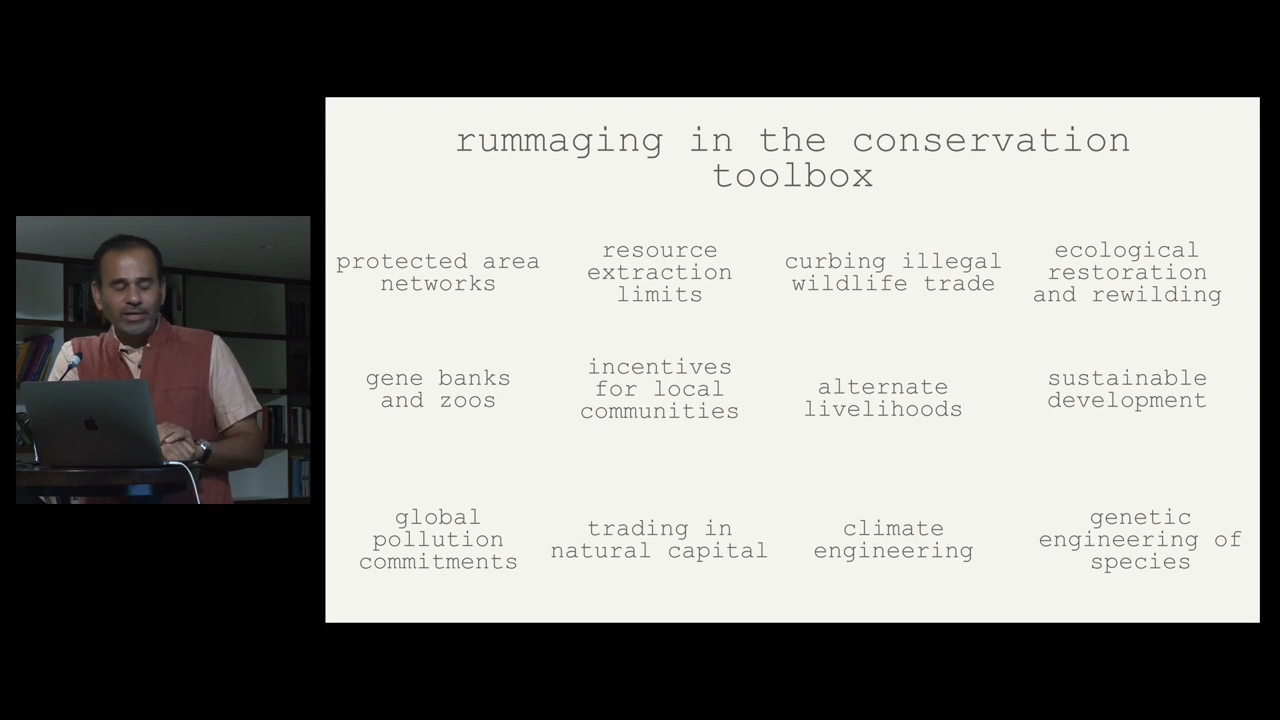 rummaging in the conservation
toolbox
protected area
networks
resource
extraction
limits
curbing illegal
wildlife trade
ecological
restoration
and rewilding
gene banks
and zoos
incentives
for local
communities
alternate
livelihoods
sustainable
development
global
pollution
commitments
trading in
natural capital
climate
engineering
genetic
engineering of
species